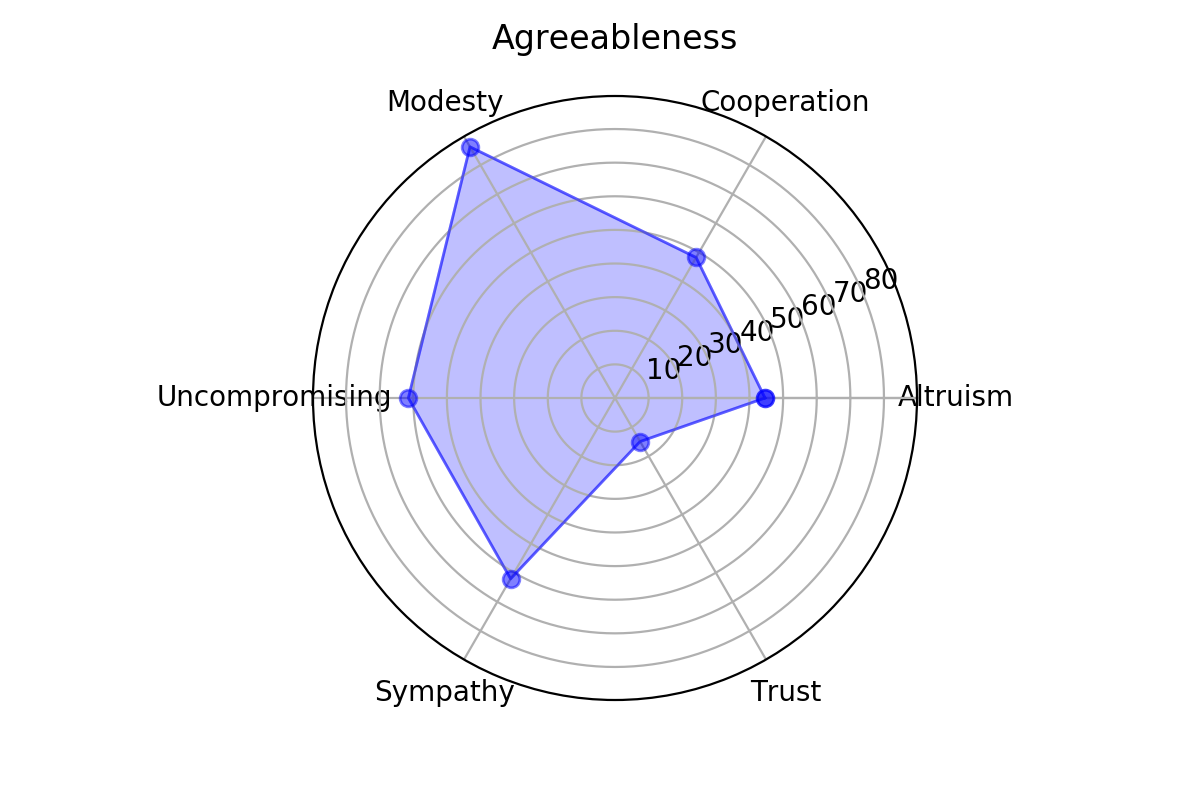 Agreeableness
Modesty
Cooperation
80
70
60
50
40
30
20
10
Uncompromising
Altruism
Sympathy
Trust